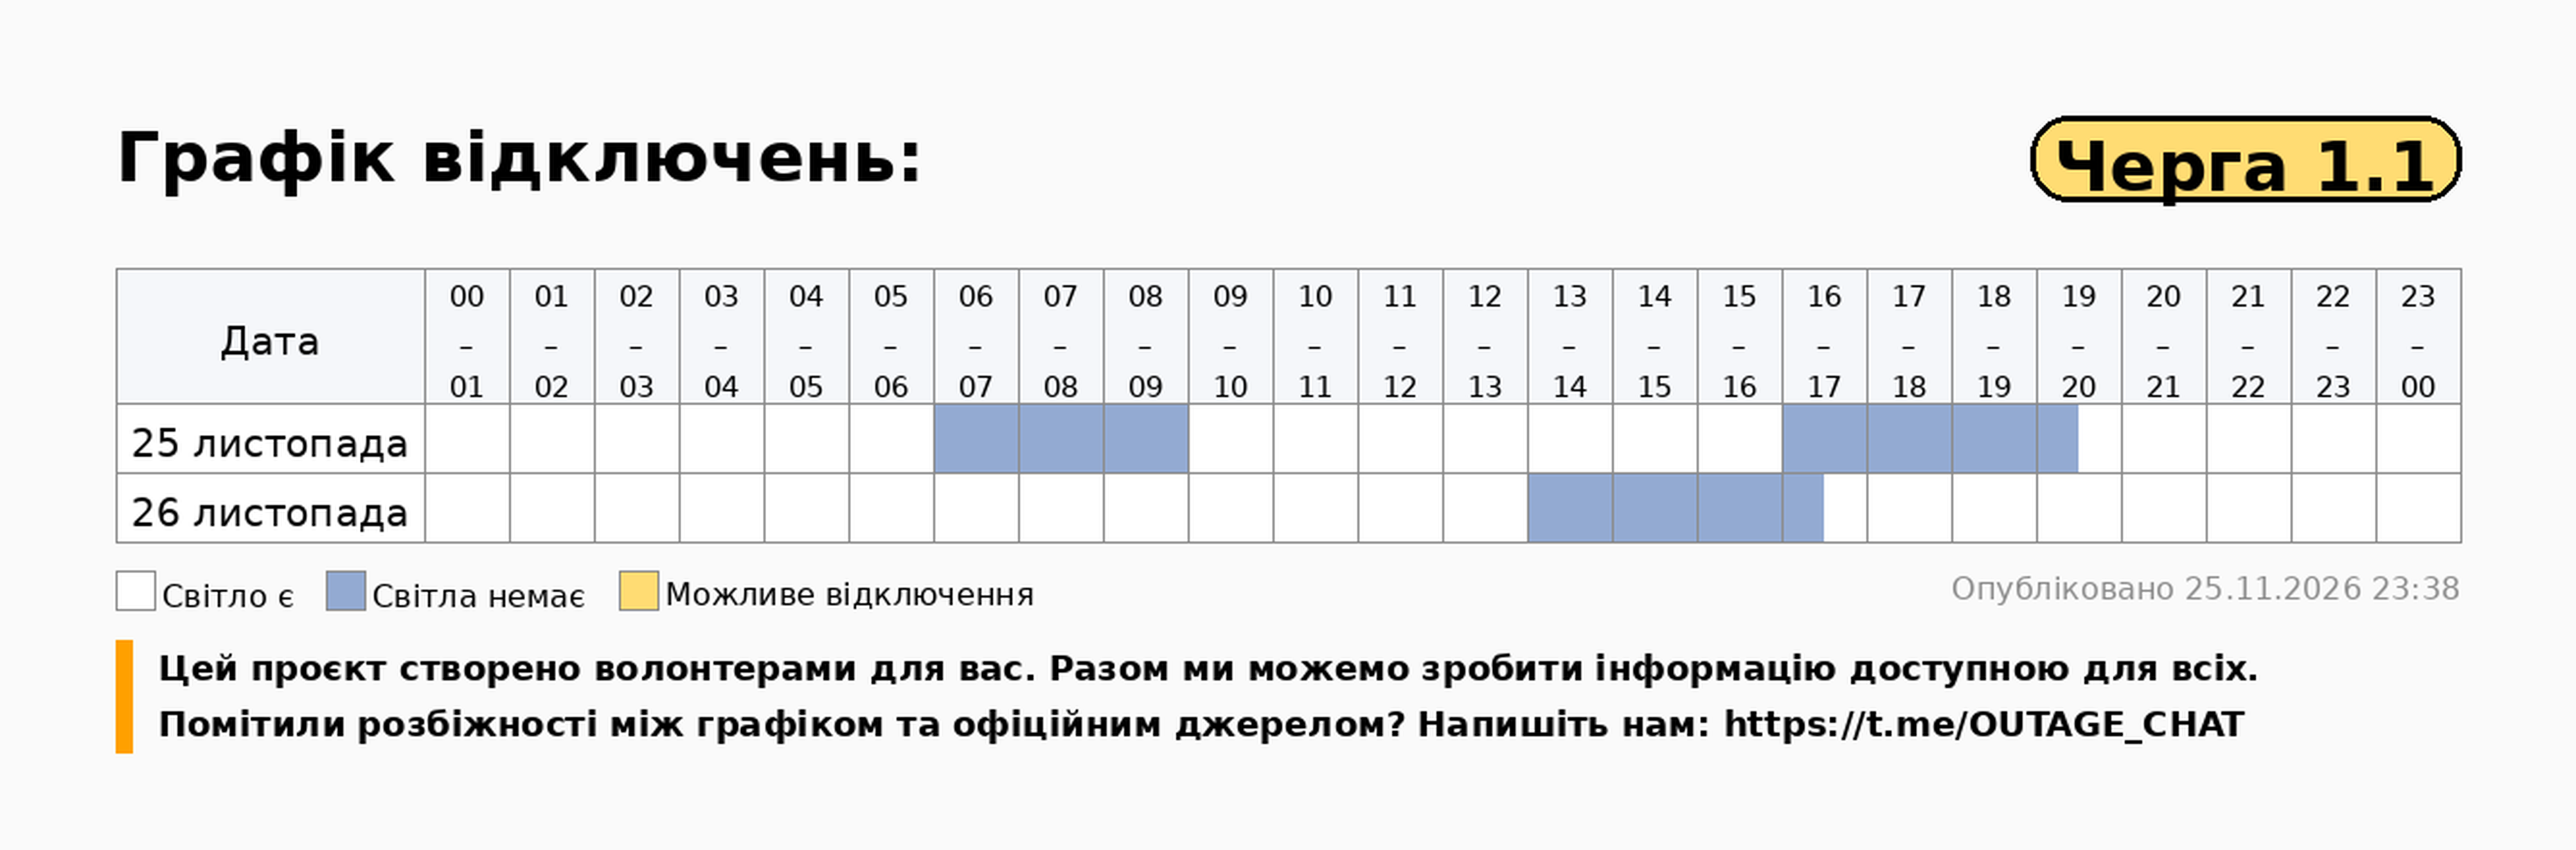 Графік відключень:
Черга 1.1
Дата 00 – 01 01 – 02 02 – 03 03 – 04 04 – 05 05 – 06 06 – 07 07 – 08 08 – 09 09 – 10 10 – 11 11 – 12 12 – 13 13 – 14 14 – 15 15 – 16 16 – 17 17 – 18 18 – 19 19 – 20 20 – 21 21 – 22 22 – 23 23 – 00
25 листопада
26 листопада
Світло є Світла немає Можливе відключення
Опубліковано 25.11.2026 23:38
Цей проєкт створено волонтерами для вас. Разом ми можемо зробити інформацію доступною для всіх.
Помітили розбіжності між графіком та офіційним джерелом? Напишіть нам: https://t.me/OUTAGE_CHAT